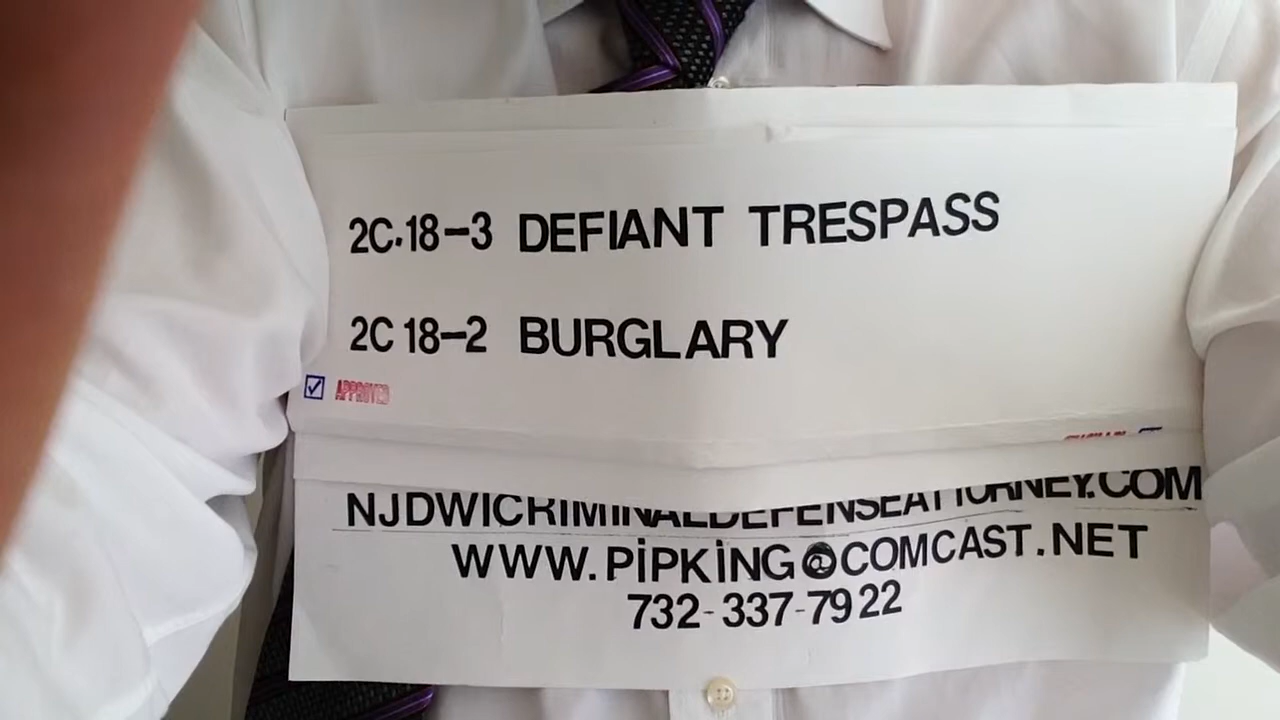 2C.18-3 DEFIANT TRESPASS
2C 18-2 BURGLARY
APPROVED
NJDWICRIMINALDEFENSEATTORNEY.COM
WWW.PiPKiNG@COMCAST.NET
732-337-7922